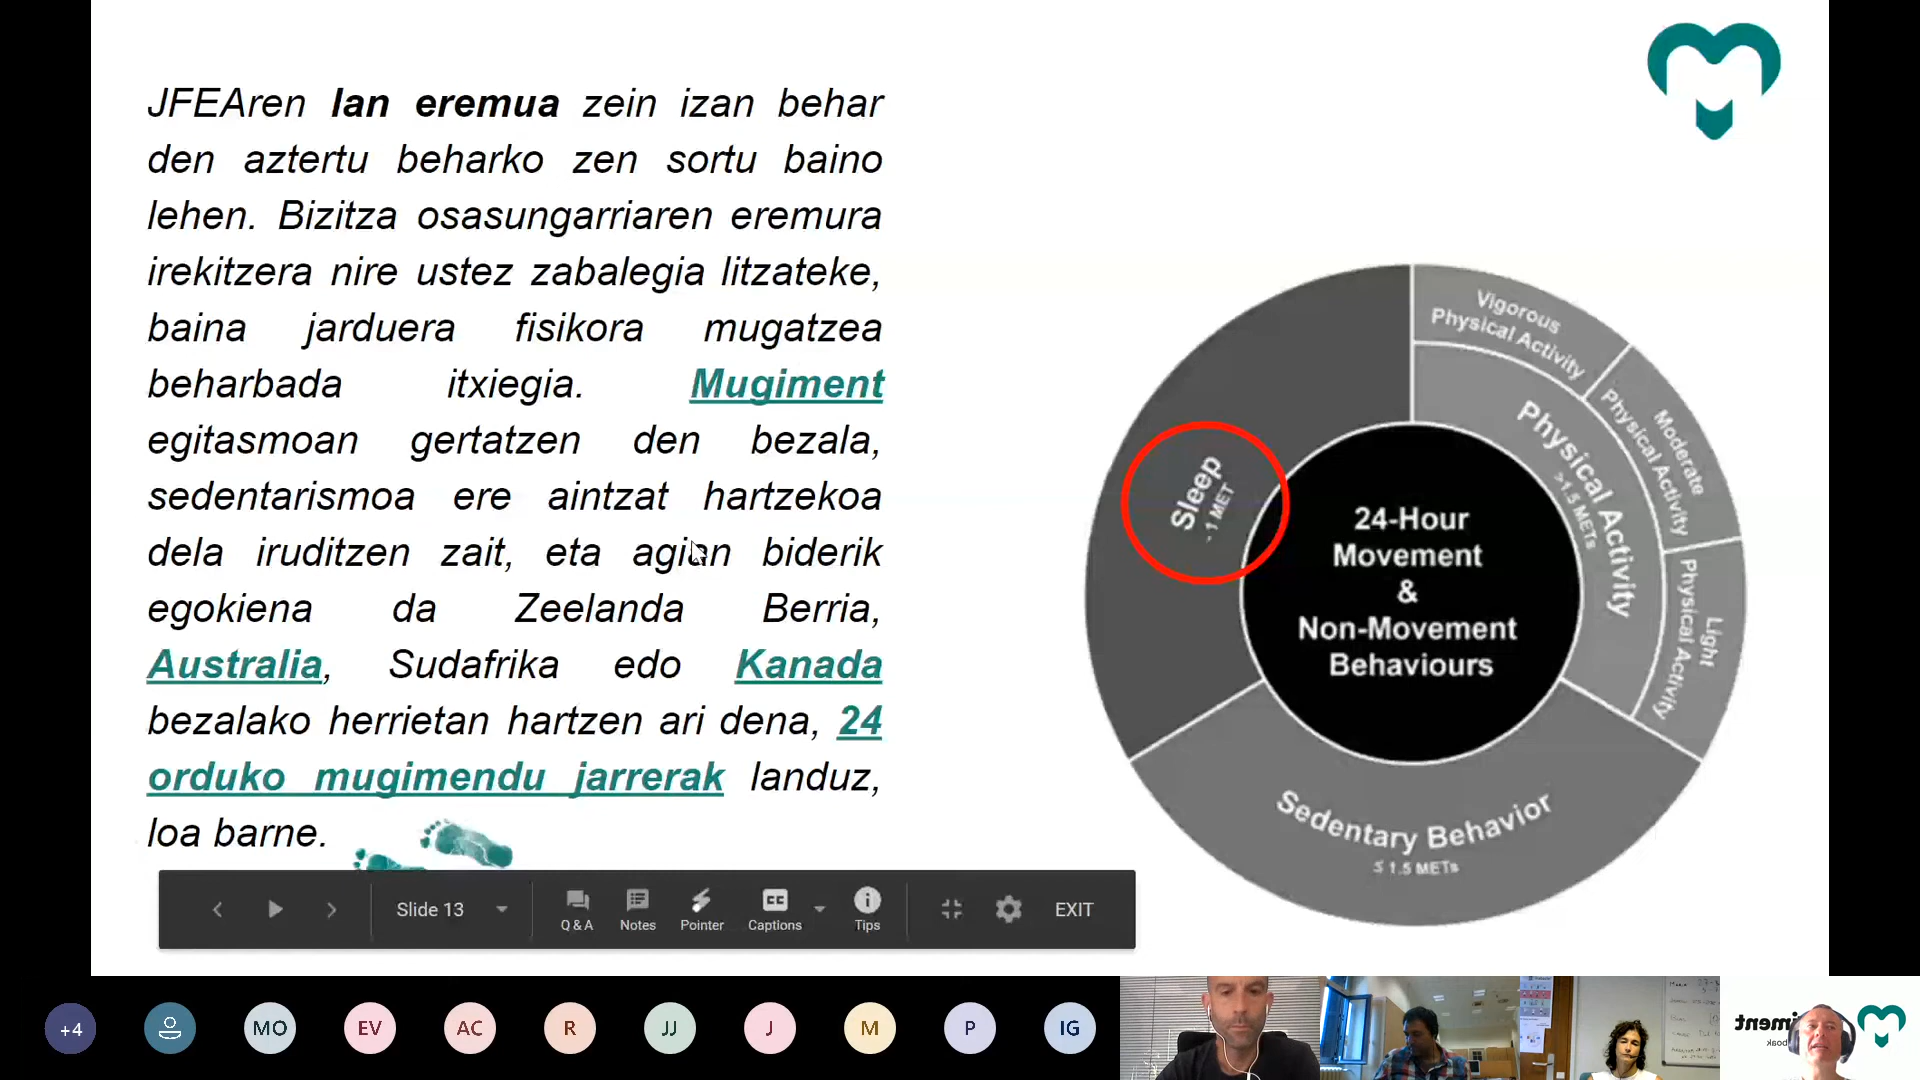 JFEAren lan eremua zein izan behar
den aztertu beharko zen sortu baino
lehen. Bizitza osasungarriaren eremura
irekitzera nire ustez zabalegia litzateke,
baina jarduera fisikora mugatzea
beharbada itxiegia. Mugiment
egitasmoan gertatzen den bezala,
sedentarismoa ere aintzat hartzekoa
dela iruditzen zait, eta agian biderik
egokiena da Zeelanda Berria,
Australia, Sudafrika edo Kanada
bezalako herrietan hartzen ari dena, 24
orduko mugimendu jarrerak landuz,
loa barne.
Vigorous
Physical Activity
Moderate
Physical Activity
Light
Physical Activity
Physical Activity
>1.5 METs
Sleep
~ 1 MET
24-Hour
Movement
&
Non-Movement
Behaviours
Sedentary Behavior
≤ 1.5 METs
Slide 13
Q & A
Notes
Pointer
CC
Captions
Tips
EXIT
+4
MO
EV
AC
R
JJ
J
M
P
IG